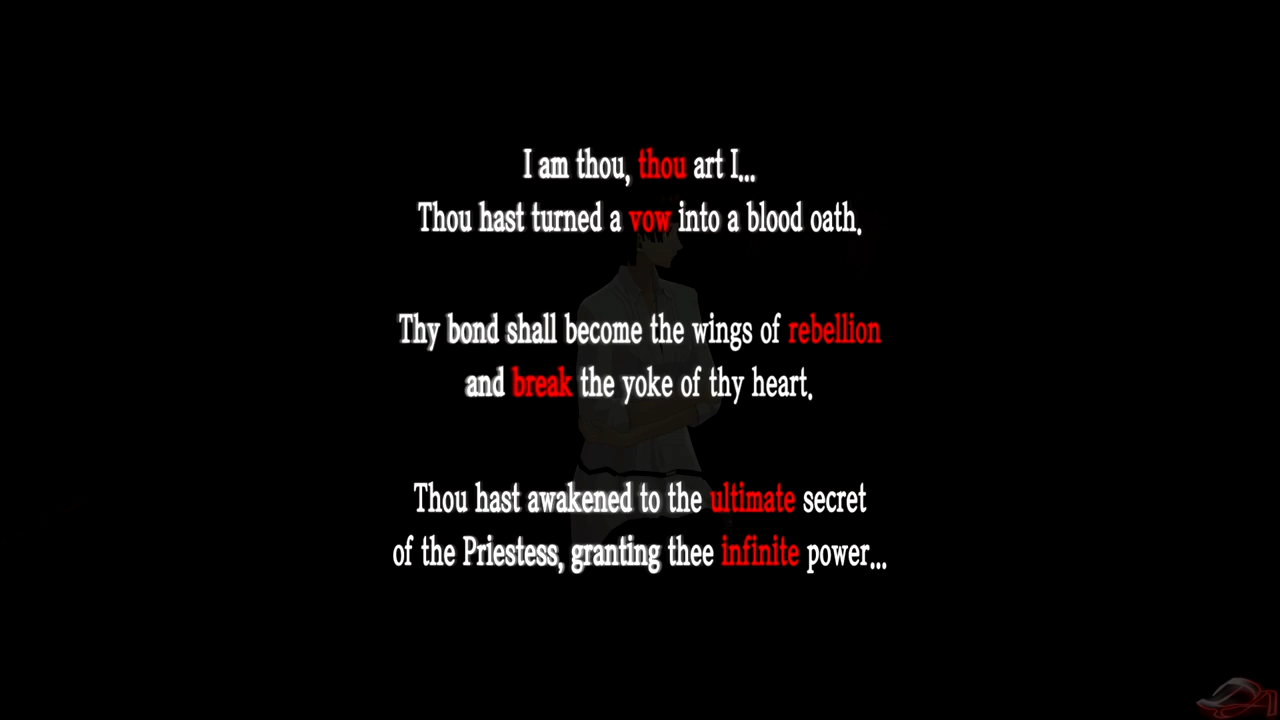 I am thou, thou art I...
Thou hast turned a vow into a blood oath.
Thy bond shall become the wings of rebellion
and break the yoke of thy heart.
Thou hast awakened to the ultimate secret
of the Priestess, granting thee infinite power...